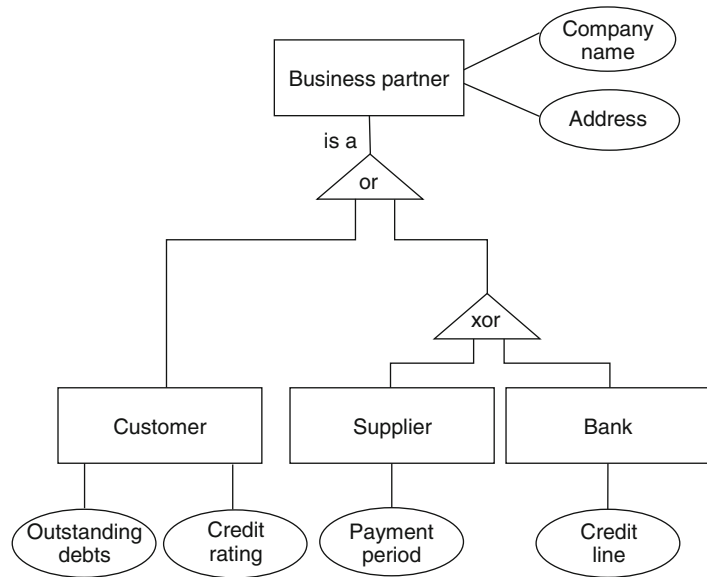 Company
name
Business partner
Address
is a
or
xor
Customer
Supplier
Bank
Outstanding
debts
Credit
rating
Payment
period
Credit
line